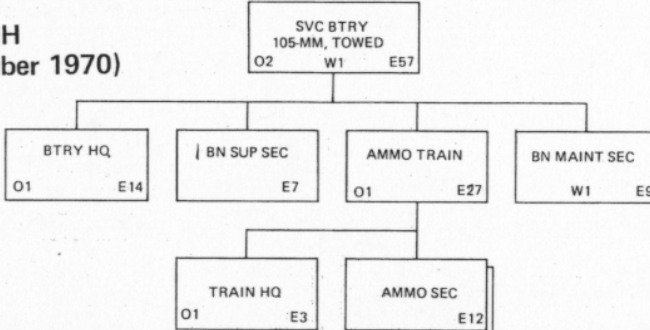 H
ber 1970)
SVC BTRY
105-MM, TOWED
O2 W1 E57
BTRY HQ
O1 E14
BN SUP SEC
E7
AMMO TRAIN
O1 E27
BN MAINT SEC
W1 E9
TRAIN HQ
O1 E3
AMMO SEC
E12